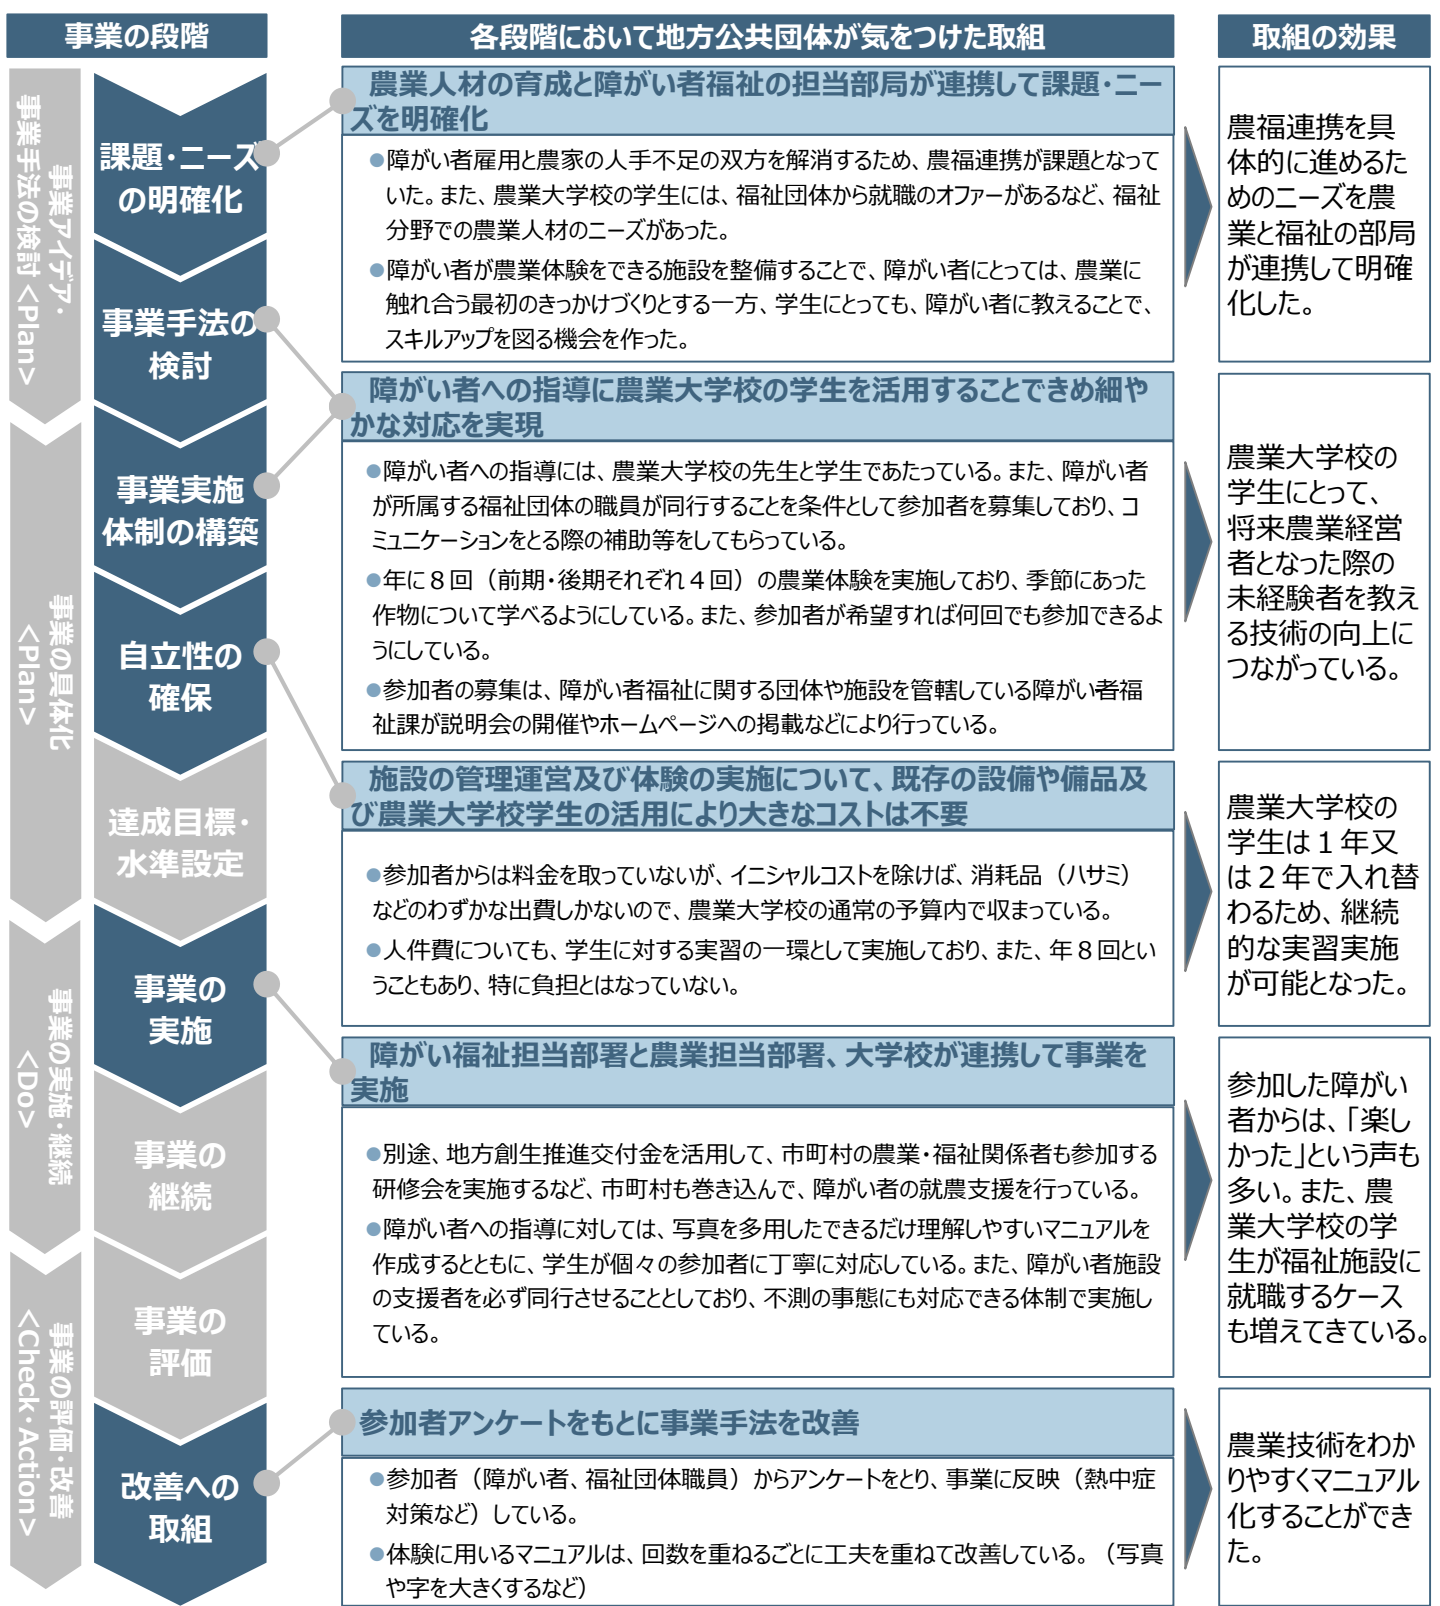 事業の段階
各段階において地方公共団体が気をつけた取組
取組の効果
事業アイデア・
事業手法の検討 <Plan>
事業の具体化
<Plan>
事業の実施・継続
<Do>
事業の評価・改善
<Check・Action>
課題・ニーズ
の明確化
事業手法の
検討
事業実施
体制の構築
自立性の
確保
達成目標・
水準設定
事業の
実施
事業の
継続
事業の
評価
改善への
取組
農業人材の育成と障がい者福祉の担当部局が連携して課題・ニー
ズを明確化
●障がい者雇用と農家の人手不足の双方を解消するため、農福連携が課題となって
いた。また、農業大学校の学生には、福祉団体から就職のオファーがあるなど、福祉
分野での農業人材のニーズがあった。
●障がい者が農業体験をできる施設を整備することで、障がい者にとっては、農業に
触れ合う最初のきっかけづくりとする一方、学生にとっても、障がい者に教えることで、
スキルアップを図る機会を作った。
農福連携を具
体的に進めるた
めのニーズを農
業と福祉の部局
が連携して明確
化した。
障がい者への指導に農業大学校の学生を活用することできめ細や
かな対応を実現
●障がい者への指導には、農業大学校の先生と学生であたっている。また、障がい者
が所属する福祉団体の職員が同行することを条件として参加者を募集しており、コ
ミュニケーションをとる際の補助等をしてもらっている。
●年に８回（前期・後期それぞれ４回）の農業体験を実施しており、季節にあった
作物について学べるようにしている。また、参加者が希望すれば何回でも参加できるよ
うにしている。
●参加者の募集は、障がい者福祉に関する団体や施設を管轄している障がい者福
祉課が説明会の開催やホームページへの掲載などにより行っている。
農業大学校の
学生にとって、
将来農業経営
者となった際の
未経験者を教え
る技術の向上に
つながっている。
施設の管理運営及び体験の実施について、既存の設備や備品及
び農業大学校学生の活用により大きなコストは不要
●参加者からは料金を取っていないが、イニシャルコストを除けば、消耗品（ハサミ）
などのわずかな出費しかないので、農業大学校の通常の予算内で収まっている。
●人件費についても、学生に対する実習の一環として実施しており、また、年８回とい
うこともあり、特に負担とはなっていない。
農業大学校の
学生は１年又
は２年で入れ替
わるため、継続
的な実習実施
が可能となった。
障がい福祉担当部署と農業担当部署、大学校が連携して事業を
実施
●別途、地方創生推進交付金を活用して、市町村の農業・福祉関係者も参加する
研修会を実施するなど、市町村も巻き込んで、障がい者の就農支援を行っている。
●障がい者への指導に対しては、写真を多用したできるだけ理解しやすいマニュアルを
作成するとともに、学生が個々の参加者に丁寧に対応している。また、障がい者施設
の支援者を必ず同行させることとしており、不測の事態にも対応できる体制で実施し
ている。
参加した障がい
者からは、「楽し
かった」という声も
多い。また、農
業大学校の学
生が福祉施設に
就職するケース
も増えてきている。
参加者アンケートをもとに事業手法を改善
●参加者（障がい者、福祉団体職員）からアンケートをとり、事業に反映（熱中症
対策など）している。
●体験に用いるマニュアルは、回数を重ねるごとに工夫を重ねて改善している。（写真
や字を大きくするなど）
農業技術をわか
りやすくマニュアル
化することができ
た。